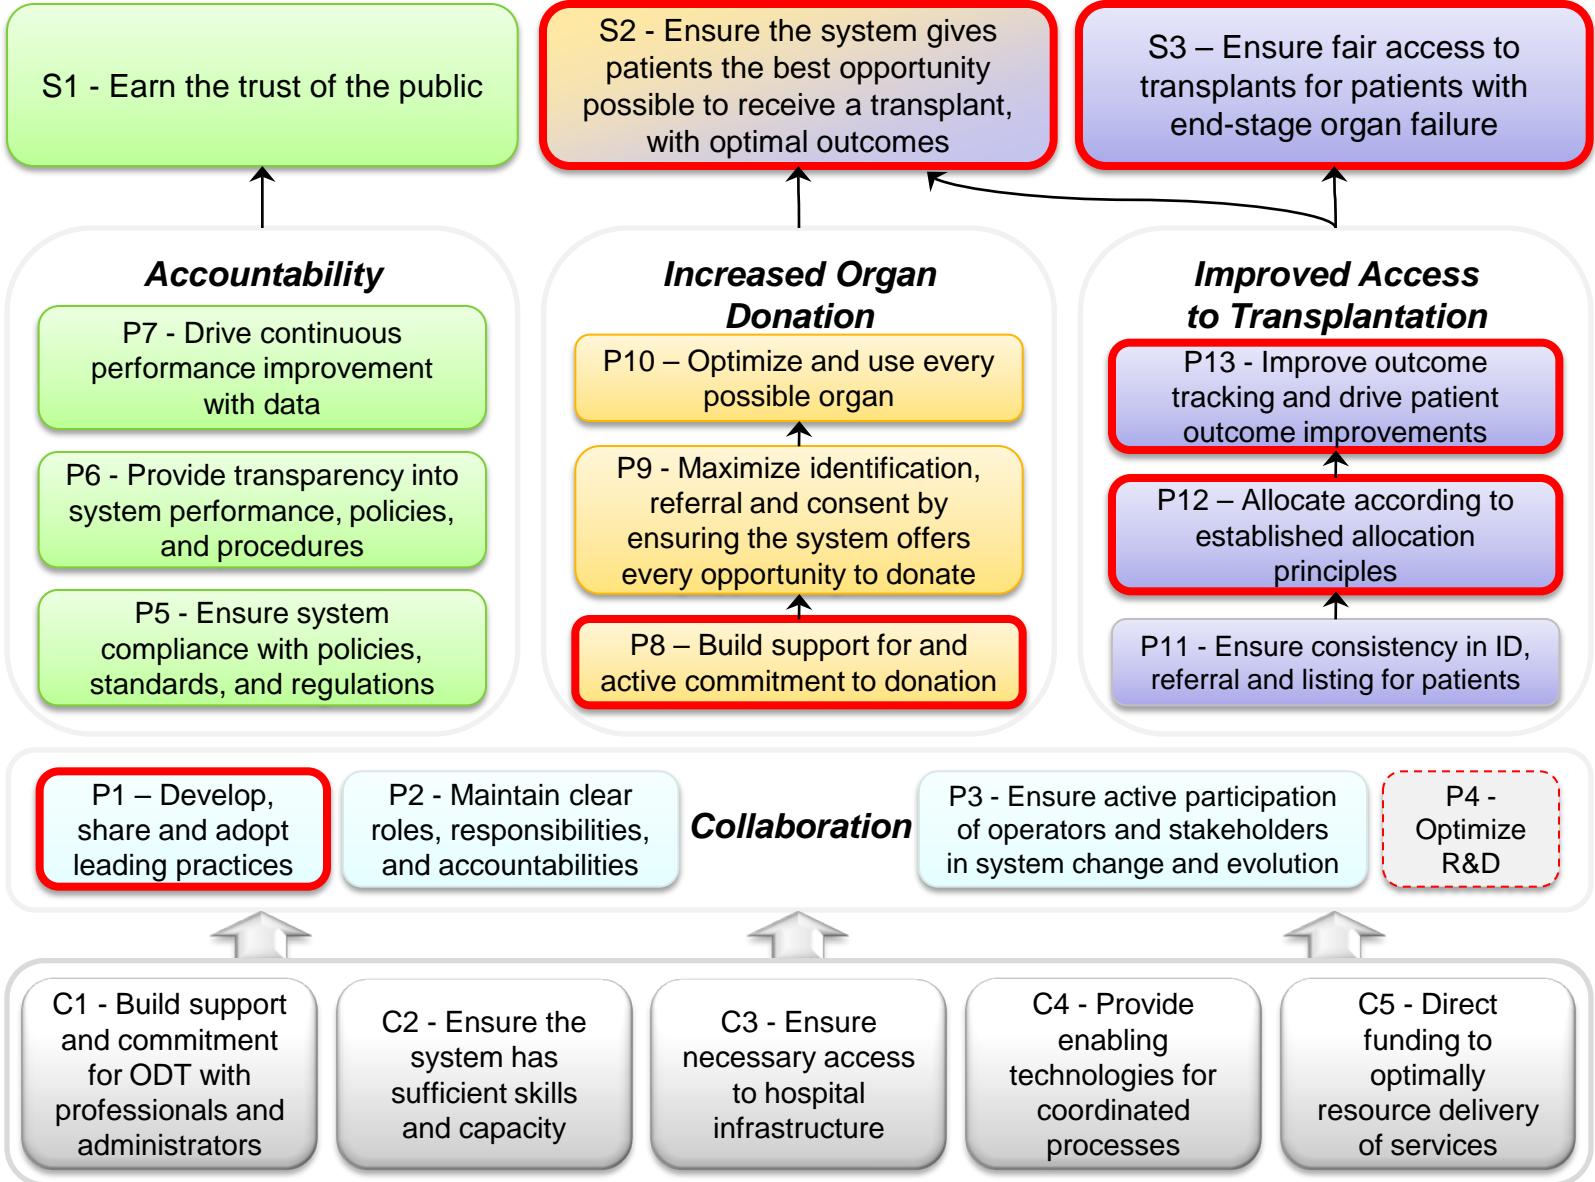 S1 - Earn the trust of the public
S2 - Ensure the system gives
patients the best opportunity
possible to receive a transplant,
with optimal outcomes
S3 – Ensure fair access to
transplants for patients with
end-stage organ failure
Accountability
P7 - Drive continuous
performance improvement
with data
P6 - Provide transparency into
system performance, policies,
and procedures
P5 - Ensure system
compliance with policies,
standards, and regulations
Increased Organ
Donation
P10 – Optimize and use every
possible organ
P9 - Maximize identification,
referral and consent by
ensuring the system offers
every opportunity to donate
P8 – Build support for and
active commitment to donation
Improved Access
to Transplantation
P13 - Improve outcome
tracking and drive patient
outcome improvements
P12 – Allocate according to
established allocation
principles
P11 - Ensure consistency in ID,
referral and listing for patients
P1 – Develop,
share and adopt
leading practices
P2 - Maintain clear
roles, responsibilities,
and accountabilities
Collaboration
P3 - Ensure active participation
of operators and stakeholders
in system change and evolution
P4 -
Optimize
R&D
C1 - Build support
and commitment
for ODT with
professionals and
administrators
C2 - Ensure the
system has
sufficient skills
and capacity
C3 - Ensure
necessary access
to hospital
infrastructure
C4 - Provide
enabling
technologies for
coordinated
processes
C5 - Direct
funding to
optimally
resource delivery
of services